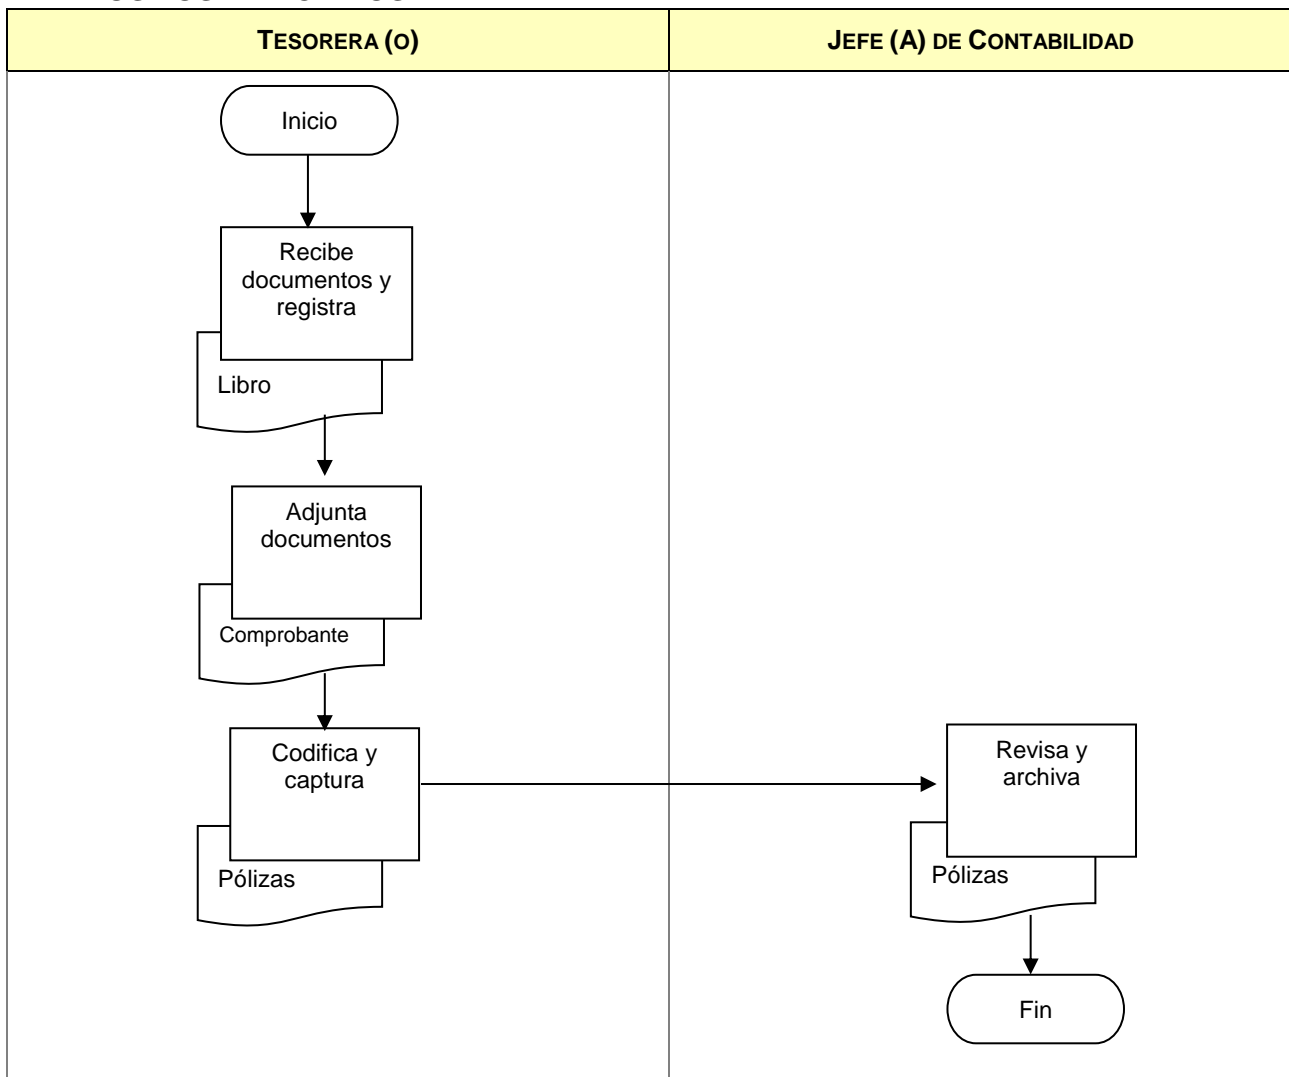 TESORERA (O)
JEFE (A) DE CONTABILIDAD
Inicio
Recibe
documentos y
registra
Libro
Adjunta
documentos
Comprobante
Codifica y
captura
Pólizas
Revisa y
archiva
Pólizas
Fin